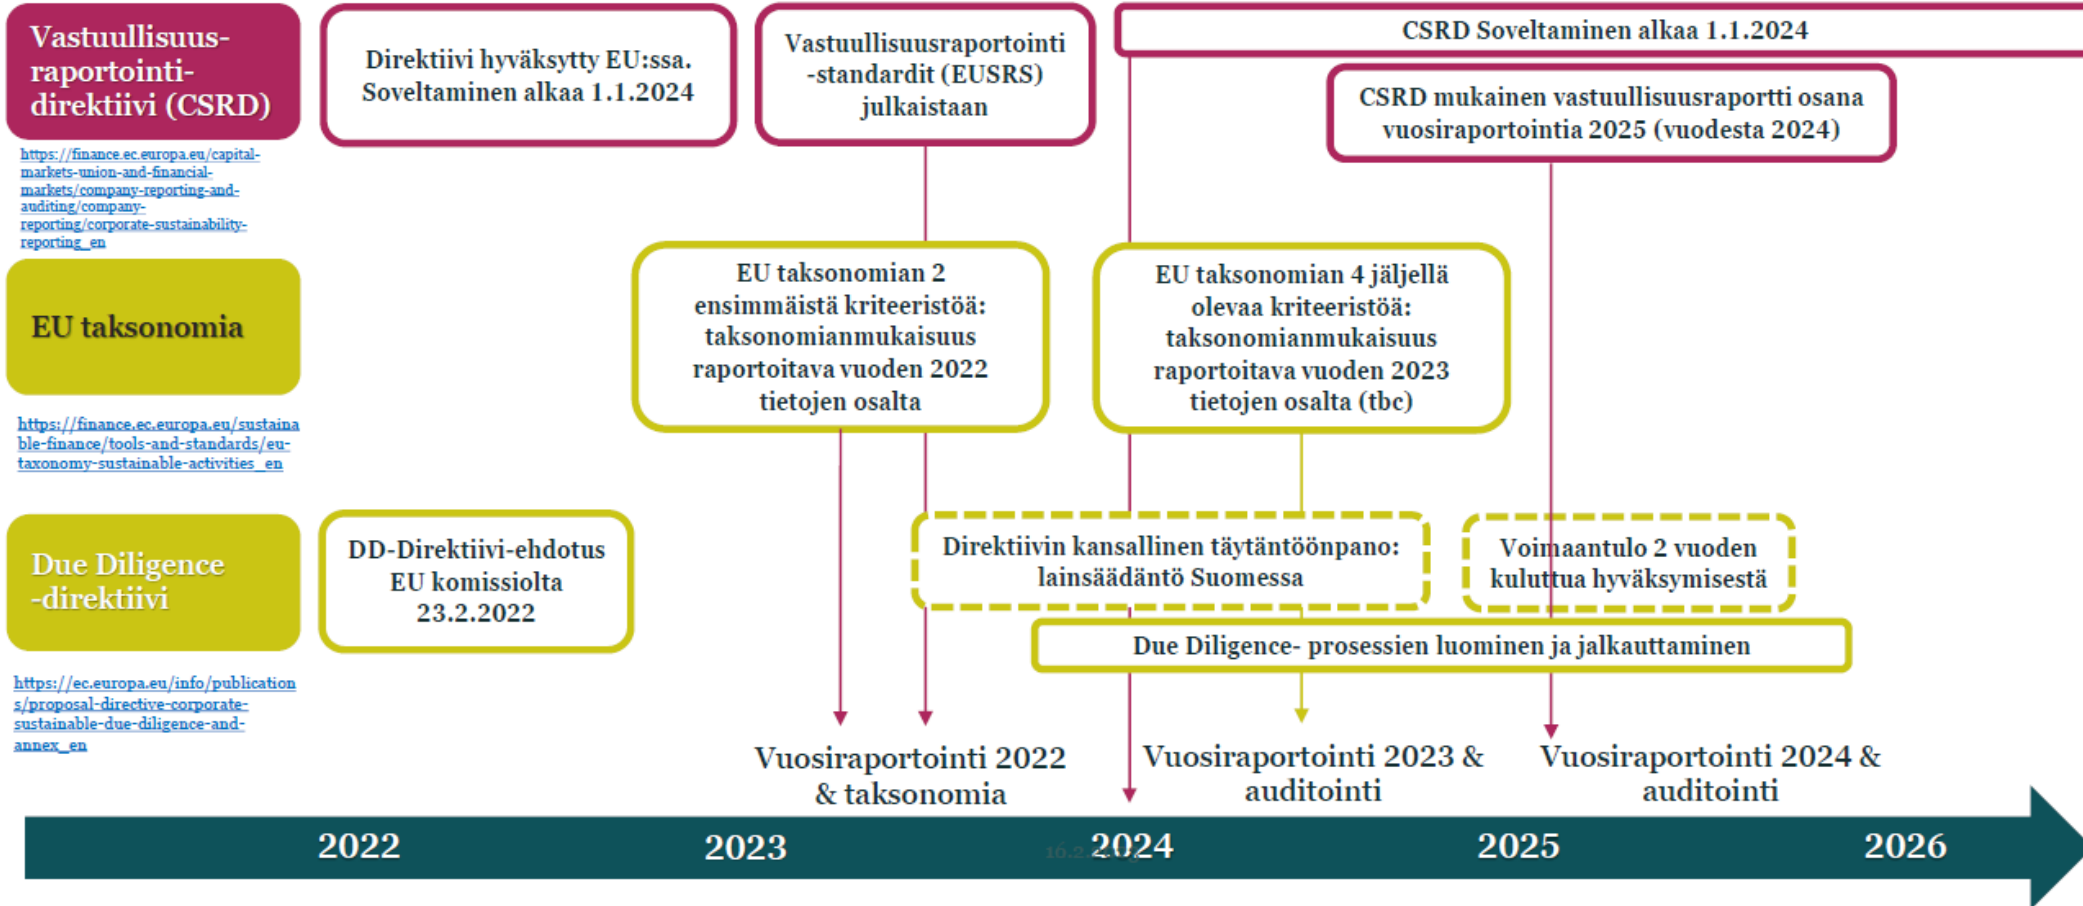 Vastuullisuus-
raportointi-
direktiivi (CSRD)
https://finance.ec.europa.eu/capital-
markets-union-and-financial-
markets/company-reporting-and-
auditing/company-
reporting/corporate-sustainability-
reporting_en
Direktiivi hyväksytty EU:ssa.
Soveltaminen alkaa 1.1.2024
Vastuullisuusraportointi
-standardit (EUSRS)
julkaistaan
CSRD Soveltaminen alkaa 1.1.2024
CSRD mukainen vastuullisuusraportti osana
vuosiraportointia 2025 (vuodesta 2024)
EU taksonomia
https://finance.ec.europa.eu/sustaina
ble-finance/tools-and-standards/eu-
taxonomy-sustainable-activities_en
EU taksonomian 2
ensimmäistä kriteeristöä:
taksonomianmukaisuus
raportoitava vuoden 2022
tietojen osalta
EU taksonomian 4 jäljellä
olevaa kriteeristöä:
taksonomianmukaisuus
raportoitava vuoden 2023
tietojen osalta (tbc)
Due Diligence
-direktiivi
https://ec.europa.eu/info/publication
s/proposal-directive-corporate-
sustainable-due-diligence-and-
annex_en
DD-Direktiivi-ehdotus
EU komissiolta
23.2.2022
Direktiivin kansallinen täytäntöönpano:
lainsäädäntö Suomessa
Voimaantulo 2 vuoden
kuluttua hyväksymisestä
Due Diligence- prosessien luominen ja jalkauttaminen
Vuosiraportointi 2022
& taksonomia
Vuosiraportointi 2023 &
auditointi
Vuosiraportointi 2024 &
auditointi
2022
2023
2024
2025
2026